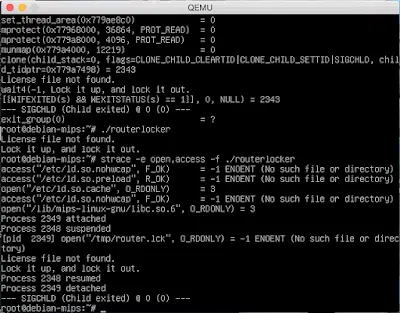 QEMU
set_thread_area(0x779ae8c0) = 0
mprotect(0x77968000, 36864, PROT_READ) = 0
mprotect(0x779a8000, 4096, PROT_READ) = 0
munmap(0x779a4000, 12219) = 0
clone(child_stack=0, flags=CLONE_CHILD_CLEARTID|CLONE_CHILD_SETTID|SIGCHLD, chil
d_tidptr=0x779a7498) = 2343
License file not found.
wait4(-1, Lock it up, and lock it out.
[{WIFEXITED(s) && WEXITSTATUS(s) == 1}], 0, NULL) = 2343
--- SIGCHLD (Child exited) @ 0 (0) ---
exit_group(0) = ?
root@debian-mips:~# ./routerlocker
License file not found.
Lock it up, and lock it out.
root@debian-mips:~# strace -e open,access -f ./routerlocker
access("/etc/ld.so.nohwcap", F_OK) = -1 ENOENT (No such file or directory)
access("/etc/ld.so.preload", R_OK) = -1 ENOENT (No such file or directory)
open("/etc/ld.so.cache", O_RDONLY) = 3
access("/etc/ld.so.nohwcap", F_OK) = -1 ENOENT (No such file or directory)
open("/lib/mips-linux-gnu/libc.so.6", O_RDONLY) = 3
Process 2349 attached
Process 2348 suspended
[pid 2349] open("/tmp/router.lck", O_RDONLY) = -1 ENOENT (No such file or direc
tory)
License file not found.
Lock it up, and lock it out.
Process 2348 resumed
Process 2349 detached
--- SIGCHLD (Child exited) @ 0 (0) ---
root@debian-mips:~# _